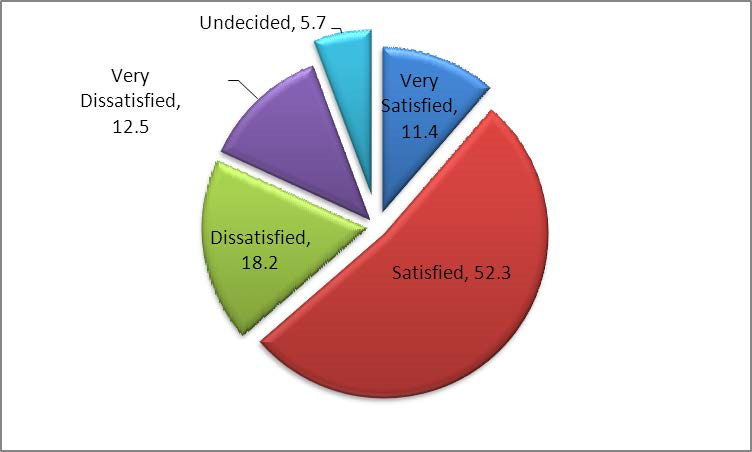 Undecided, 5.7
Very
Satisfied,
11.4
Satisfied, 52.3
Dissatisfied,
18.2
Very
Dissatisfied,
12.5